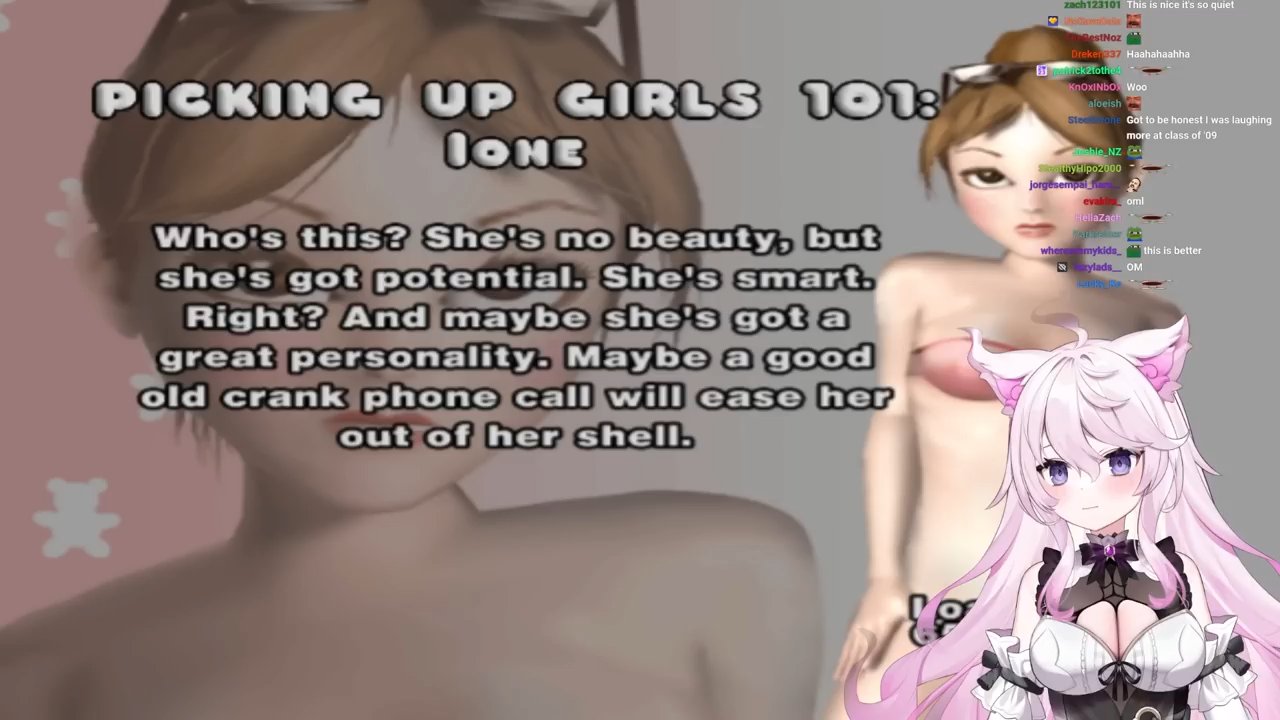 PICKING UP GIRLS 101:
Ione
Who's this? She's no beauty, but
she's got potential. She's smart.
Right? And maybe she's got a
great personality. Maybe a good
old crank phone call will ease her
out of her shell.
zach123101 This is nice it's so quiet
Haahahaahha
patrick2tothe4
Woo
aloeish
Got to be honest I was laughing
more at class of '09
StealthyHipo2000
oml
HellaZach
this is better
OM